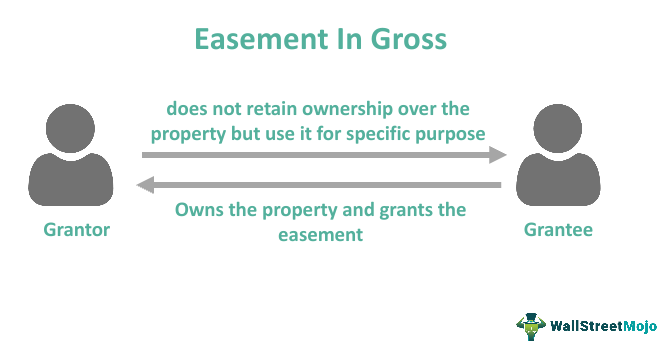 Easement In Gross
does not retain ownership over the
property but use it for specific purpose
Owns the property and grants the
easement
Grantor
Grantee
WallStreetMojo